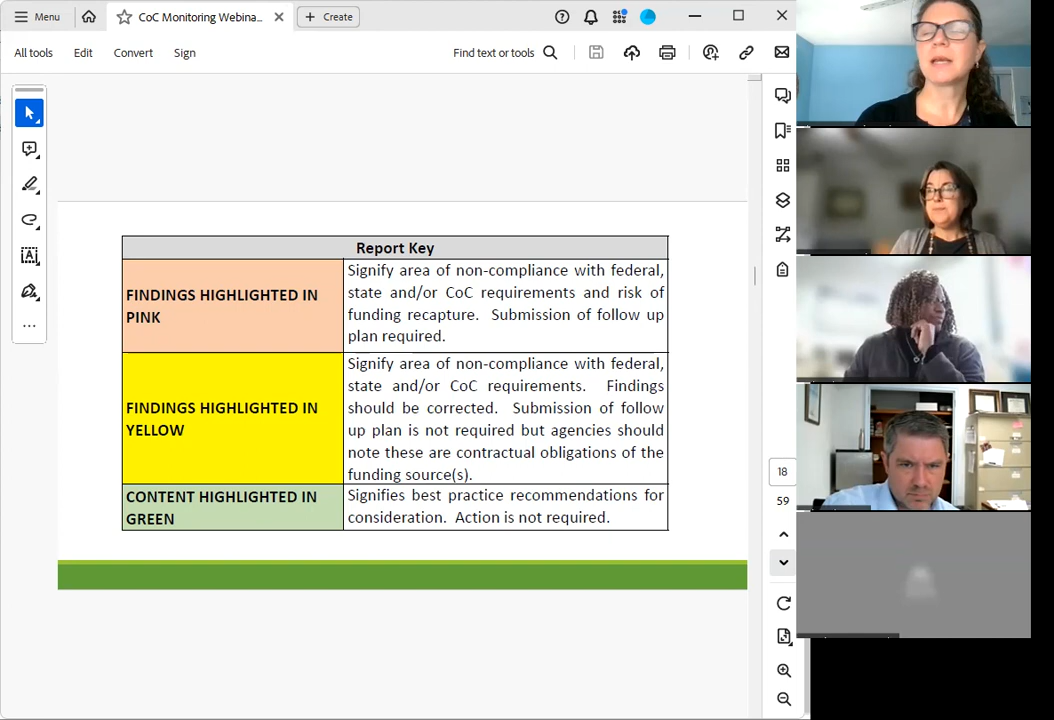 Menu
CoC Monitoring Webina...
Create
All tools
Edit
Convert
Sign
Find text or tools
Report Key
FINDINGS HIGHLIGHTED IN
PINK
Signify area of non-compliance with federal,
state and/or CoC requirements and risk of
funding recapture. Submission of follow up
plan required.
FINDINGS HIGHLIGHTED IN
YELLOW
Signify area of non-compliance with federal,
state and/or CoC requirements. Findings
should be corrected. Submission of follow
up plan is not required but agencies should
note these are contractual obligations of the
funding source(s).
CONTENT HIGHLIGHTED IN
GREEN
Signifies best practice recommendations for
consideration. Action is not required.
18
59